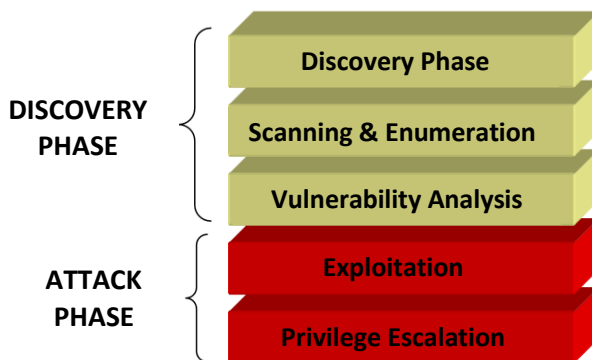 DISCOVERY
PHASE
Discovery Phase
Scanning & Enumeration
Vulnerability Analysis
ATTACK
PHASE
Exploitation
Privilege Escalation